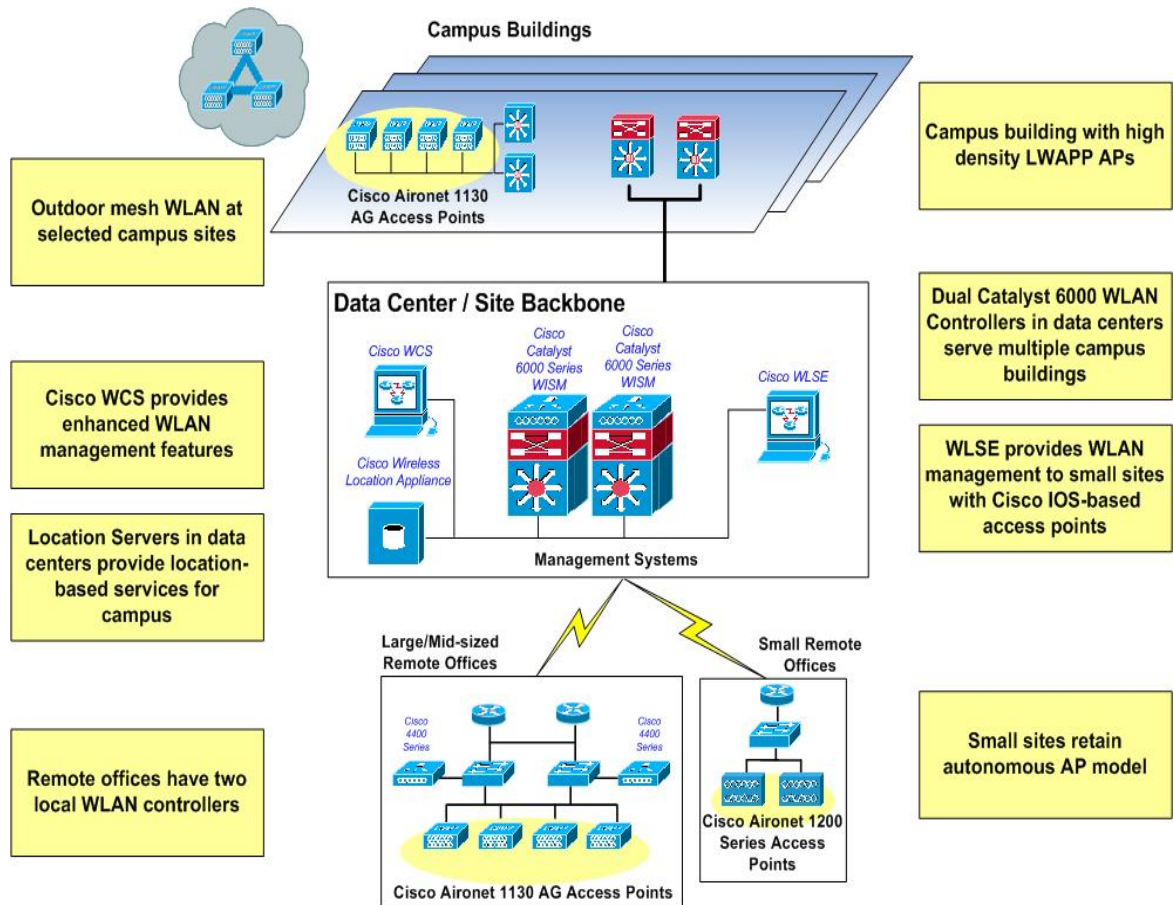 Campus Buildings
Cisco Aironet 1130
AG Access Points
Campus building with high
density LWAPP APs
Outdoor mesh WLAN at
selected campus sites
Data Center / Site Backbone
Cisco WCS
Cisco
Catalyst
6000 Series
WISM
Cisco
Catalyst
6000 Series
WISM
Cisco WLSE
Cisco Wireless
Location Appliance
Management Systems
Dual Catalyst 6000 WLAN
Controllers in data centers
serve multiple campus
buildings
Cisco WCS provides
enhanced WLAN
management features
WLSE provides WLAN
management to small sites
with Cisco IOS-based
access points
Location Servers in data
centers provide location-
based services for
campus
Large/Mid-sized
Remote Offices
Small Remote
Offices
Cisco
4400
Series
Cisco
4400
Series
Cisco Aironet 1130 AG Access Points
Cisco Aironet 1200
Series Access
Points
Remote offices have two
local WLAN controllers
Small sites retain
autonomous AP model